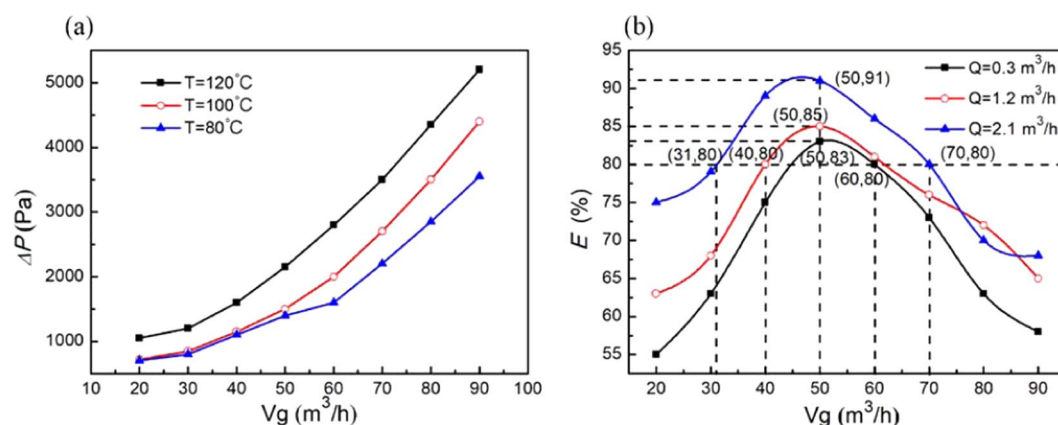 (a)
T=120°C
T=100°C
T=80°C
5000
4000
3000
2000
1000
ΔP (Pa)
10 20 30 40 50 60 70 80 90 100
Vg (m³/h)
(b)
Q=0.3 m³/h
Q=1.2 m³/h
Q=2.1 m³/h
95
90
85
80
75
70
65
60
55
E (%)
(50,91)
(50,85)
(31,80) (40,80) (50,83) (70,80)
(60,80)
20 30 40 50 60 70 80 90
Vg (m³/h)